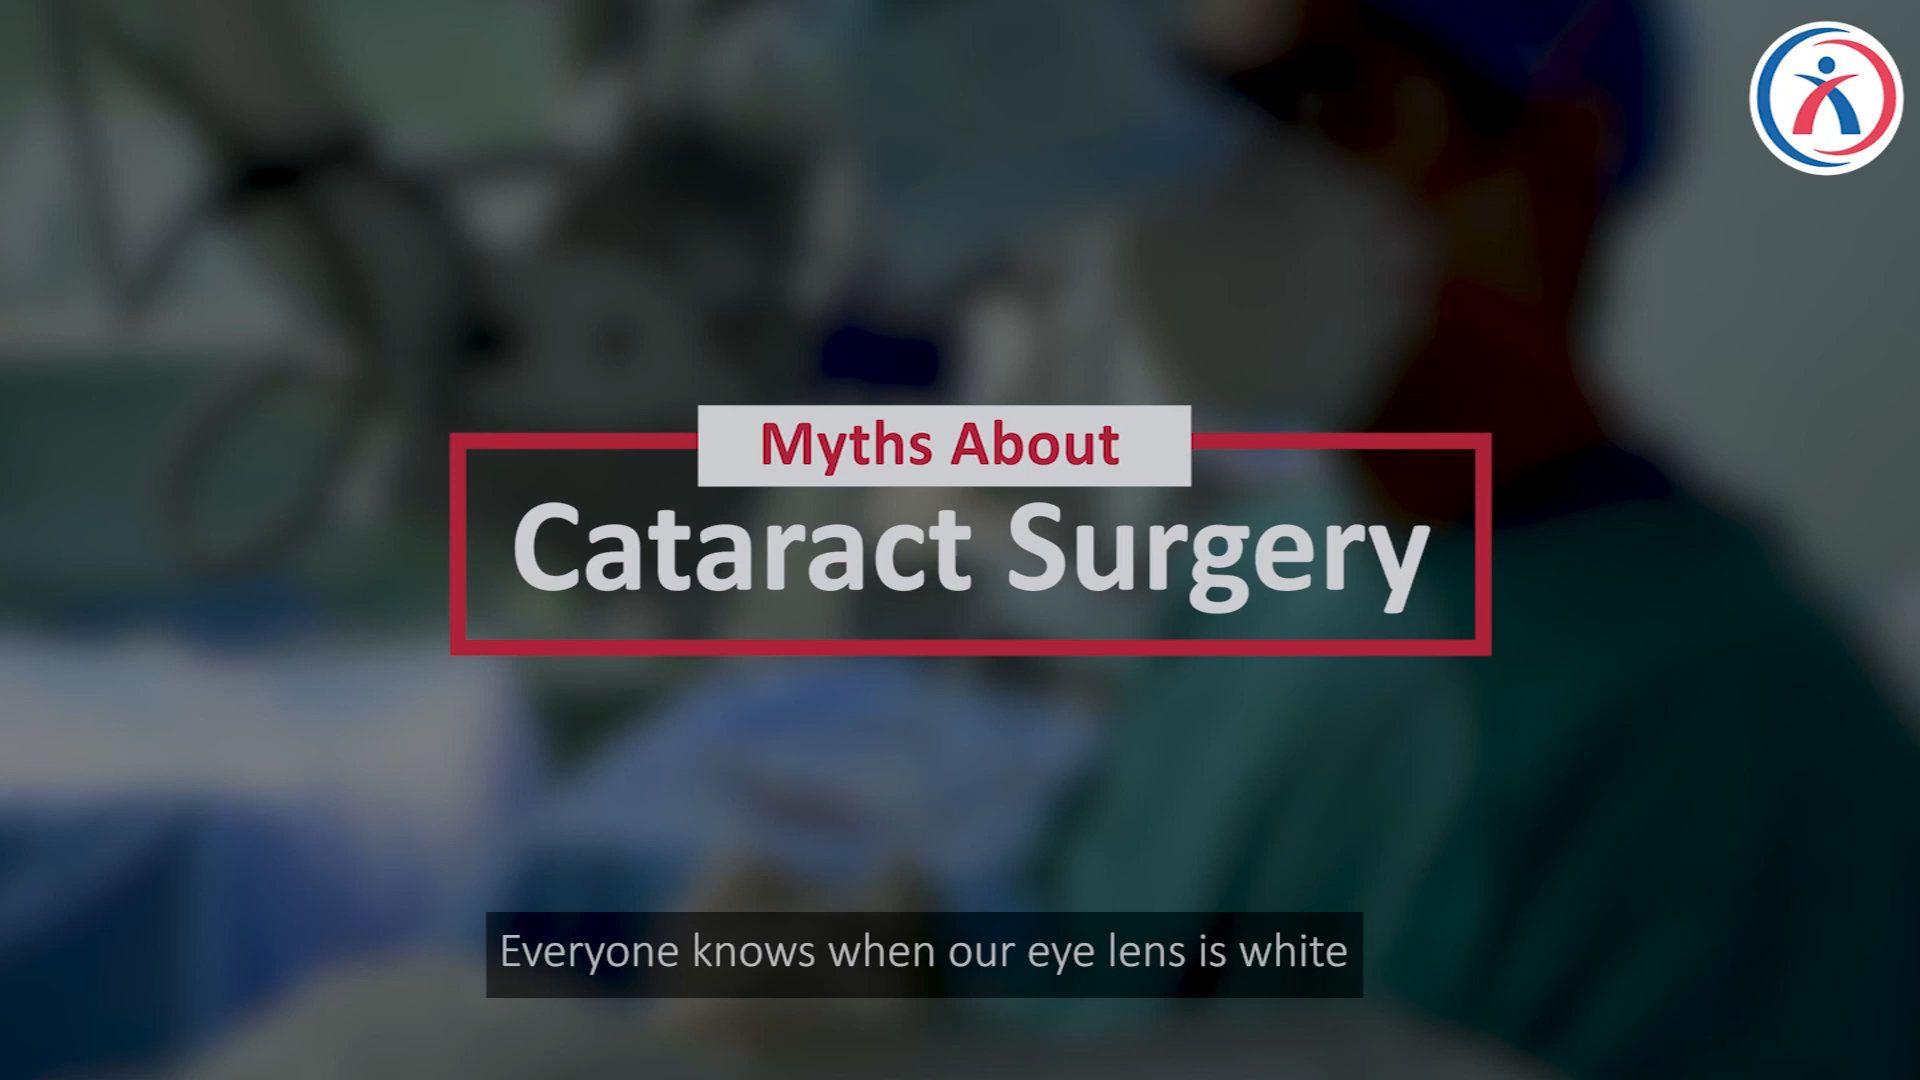 Myths About
Cataract Surgery
Everyone knows when our eye lens is white